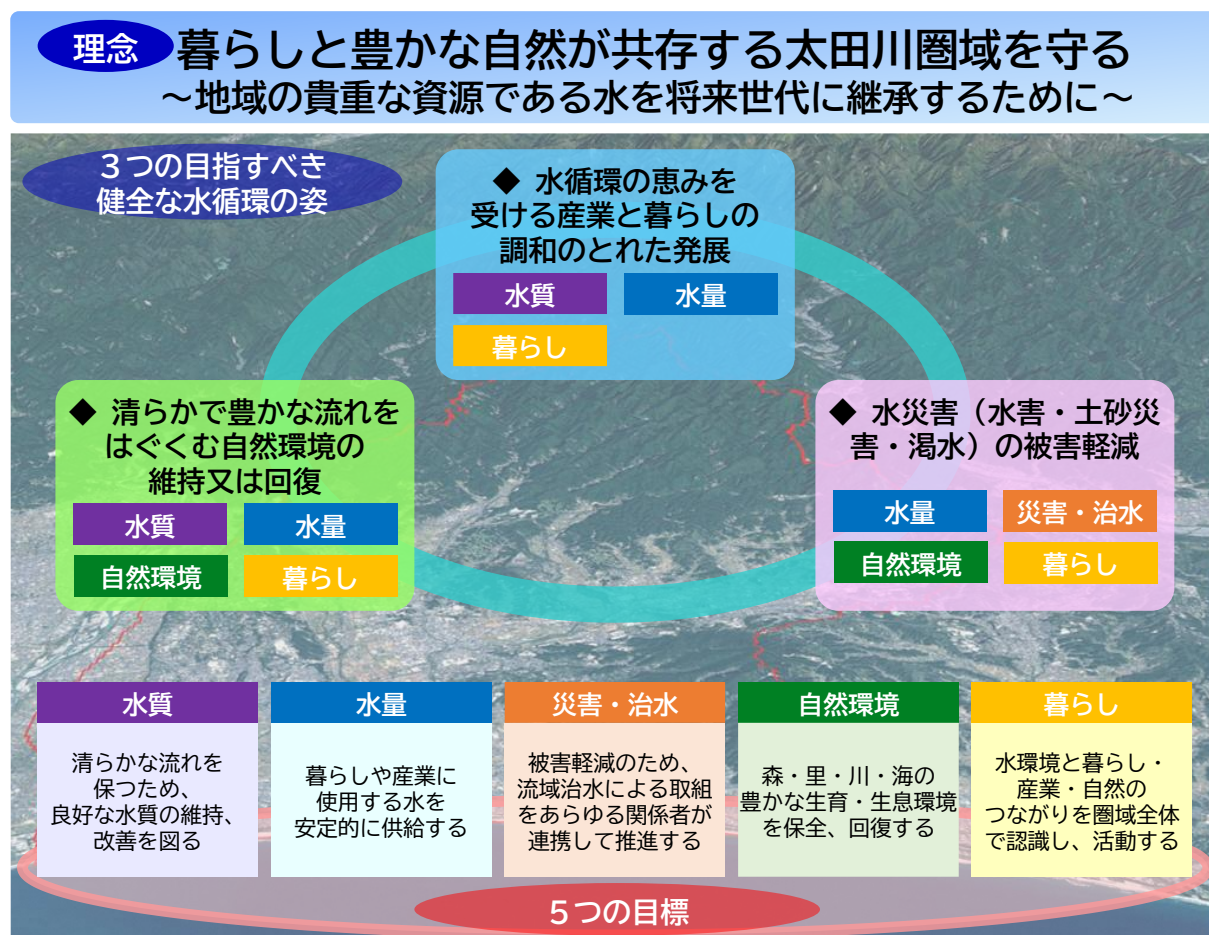 理念 暮らしと豊かな自然が共存する太田川圏域を守る
～地域の貴重な資源である水を将来世代に継承するために～
３つの目指すべき
健全な水循環の姿
◆ 水循環の恵みを
受ける産業と暮らしの
調和のとれた発展
水質 水量
暮らし
◆ 清らかで豊かな流れを
はぐくむ自然環境の
維持又は回復
水質 水量
自然環境 暮らし
◆ 水災害（水害・土砂災
害・渇水）の被害軽減
水量 災害・治水
自然環境 暮らし
水質
清らかな流れを
保つため、
良好な水質の維持、
改善を図る
水量
暮らしや産業に
使用する水を
安定的に供給する
災害・治水
被害軽減のため、
流域治水による取組
をあらゆる関係者が
連携して推進する
自然環境
森・里・川・海の
豊かな生育・生息環境
を保全、回復する
暮らし
水環境と暮らし・
産業・自然の
つながりを圏域全体
で認識し、活動する
５つの目標